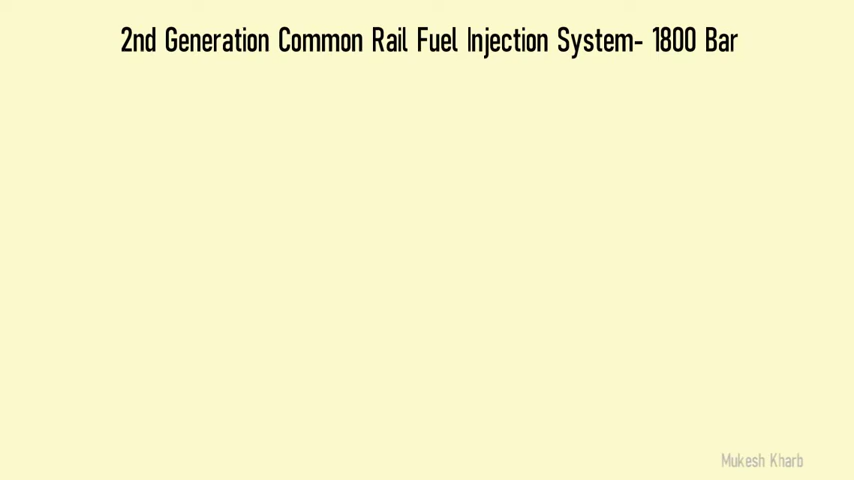 2nd Generation Common Rail Fuel Injection System- 1800 Bar
Mukesh Kharb